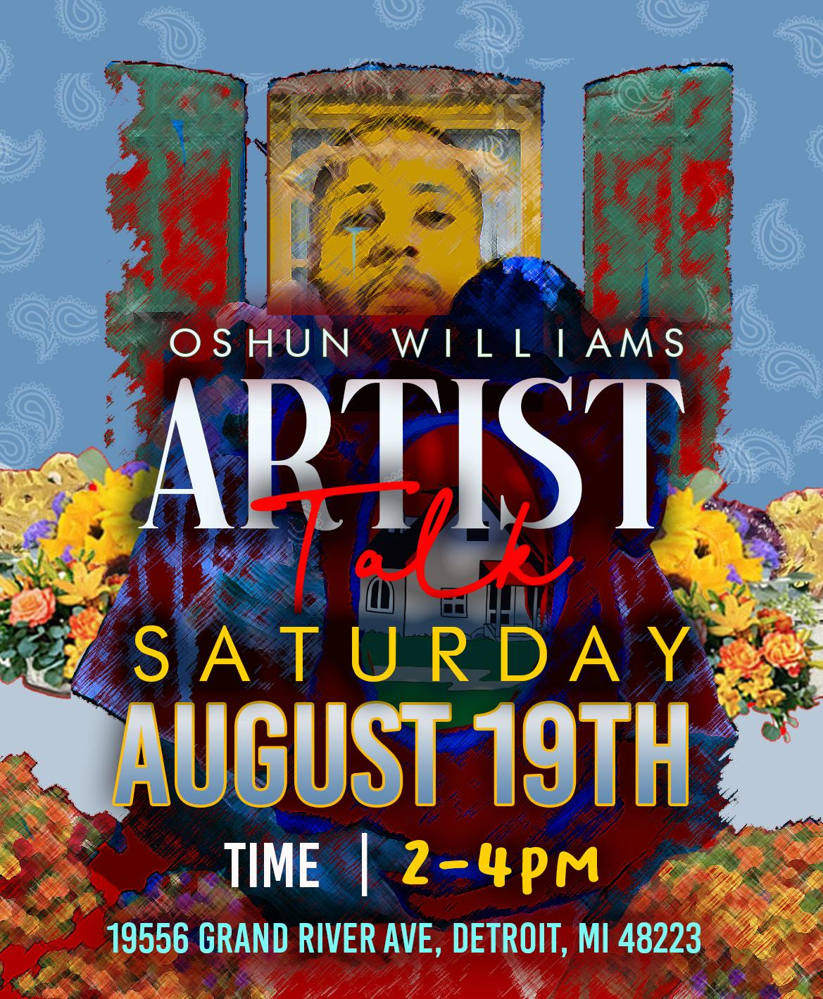 OSHUN WILLIAMS
ARTIST
Talk
SATURDAY
AUGUST 19TH
TIME | 2-4PM
19556 GRAND RIVER AVE, DETROIT, MI 48223